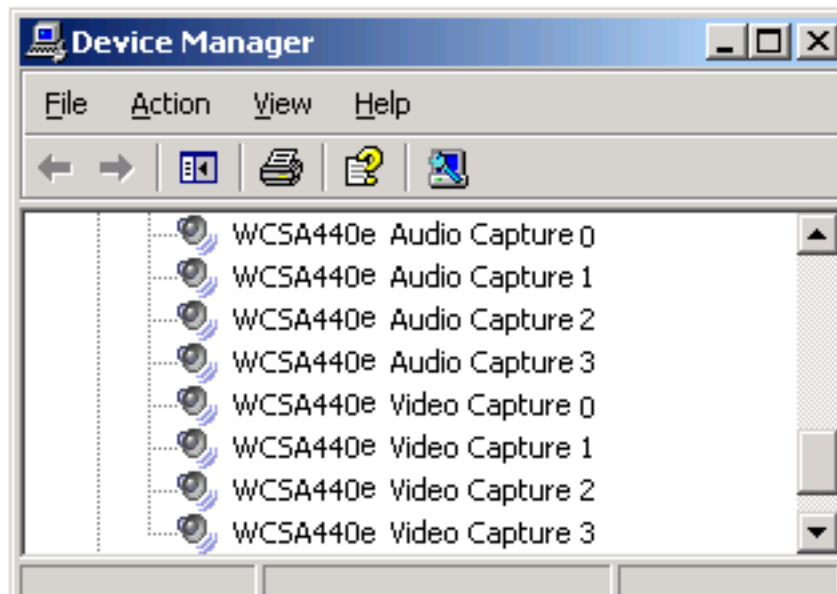 Device Manager
File Action View Help
WCSA440e Audio Capture 0
WCSA440e Audio Capture 1
WCSA440e Audio Capture 2
WCSA440e Audio Capture 3
WCSA440e Video Capture 0
WCSA440e Video Capture 1
WCSA440e Video Capture 2
WCSA440e Video Capture 3